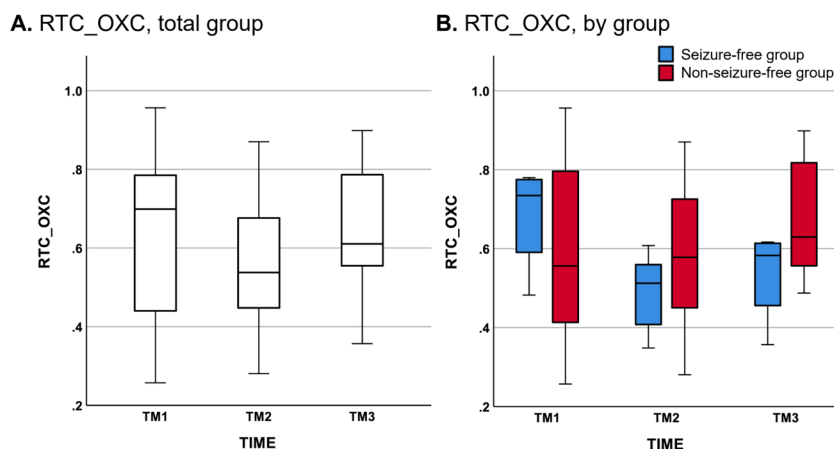 A. RTC_OXC, total group
1.0
.8
.6
.4
.2
RTC_OXC
TM1 TM2 TM3
TIME
B. RTC_OXC, by group
Seizure-free group
Non-seizure-free group
1.0
.8
.6
.4
.2
RTC_OXC
TM1 TM2 TM3
TIME